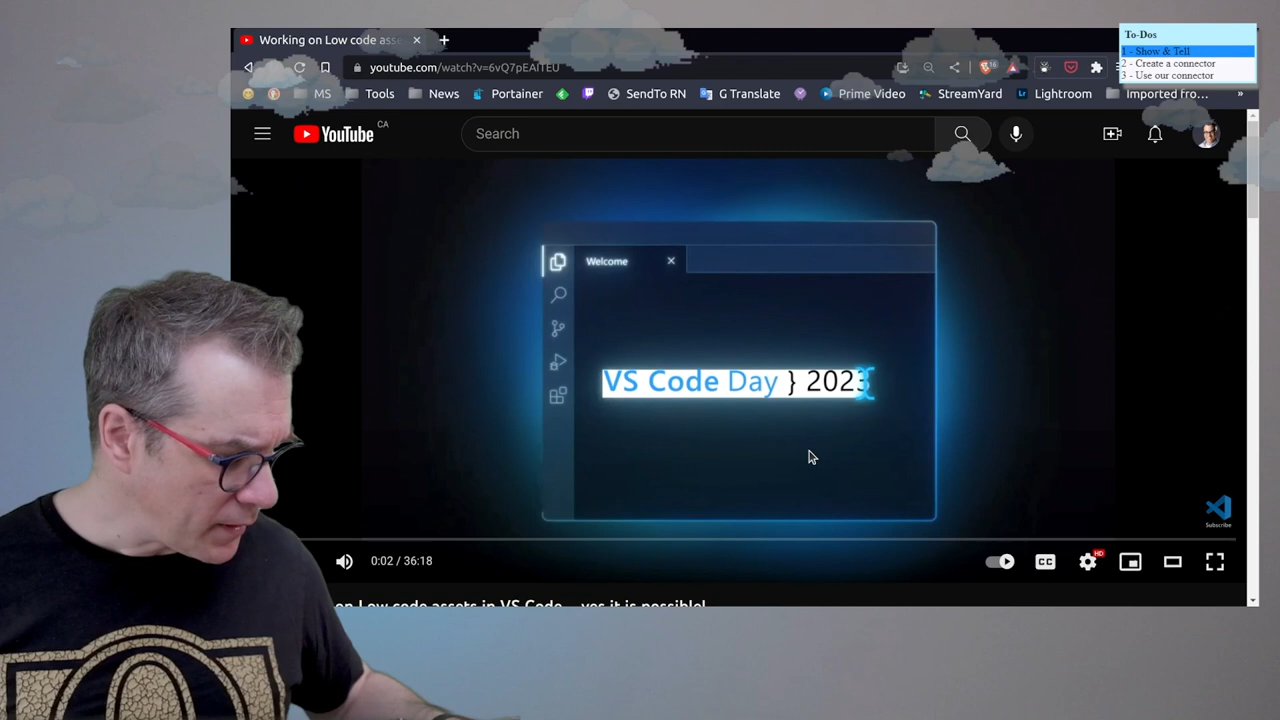 Working on Low code asse
To-Dos
1 - Show & Tell
2 - Create a connector
3 - Use our connector
youtube.com/watch?v=6vQ7pEAlTEU
MS
Tools
News
Portainer
SendTo RN
G Translate
Prime Video
StreamYard
Lightroom
Imported fro...
»
YouTube CA
Search
Welcome
VS Code Day } 2023
Subscribe
0:02 / 36:18
CC
HD
on Low code assets in VS Code... yes it is possible!